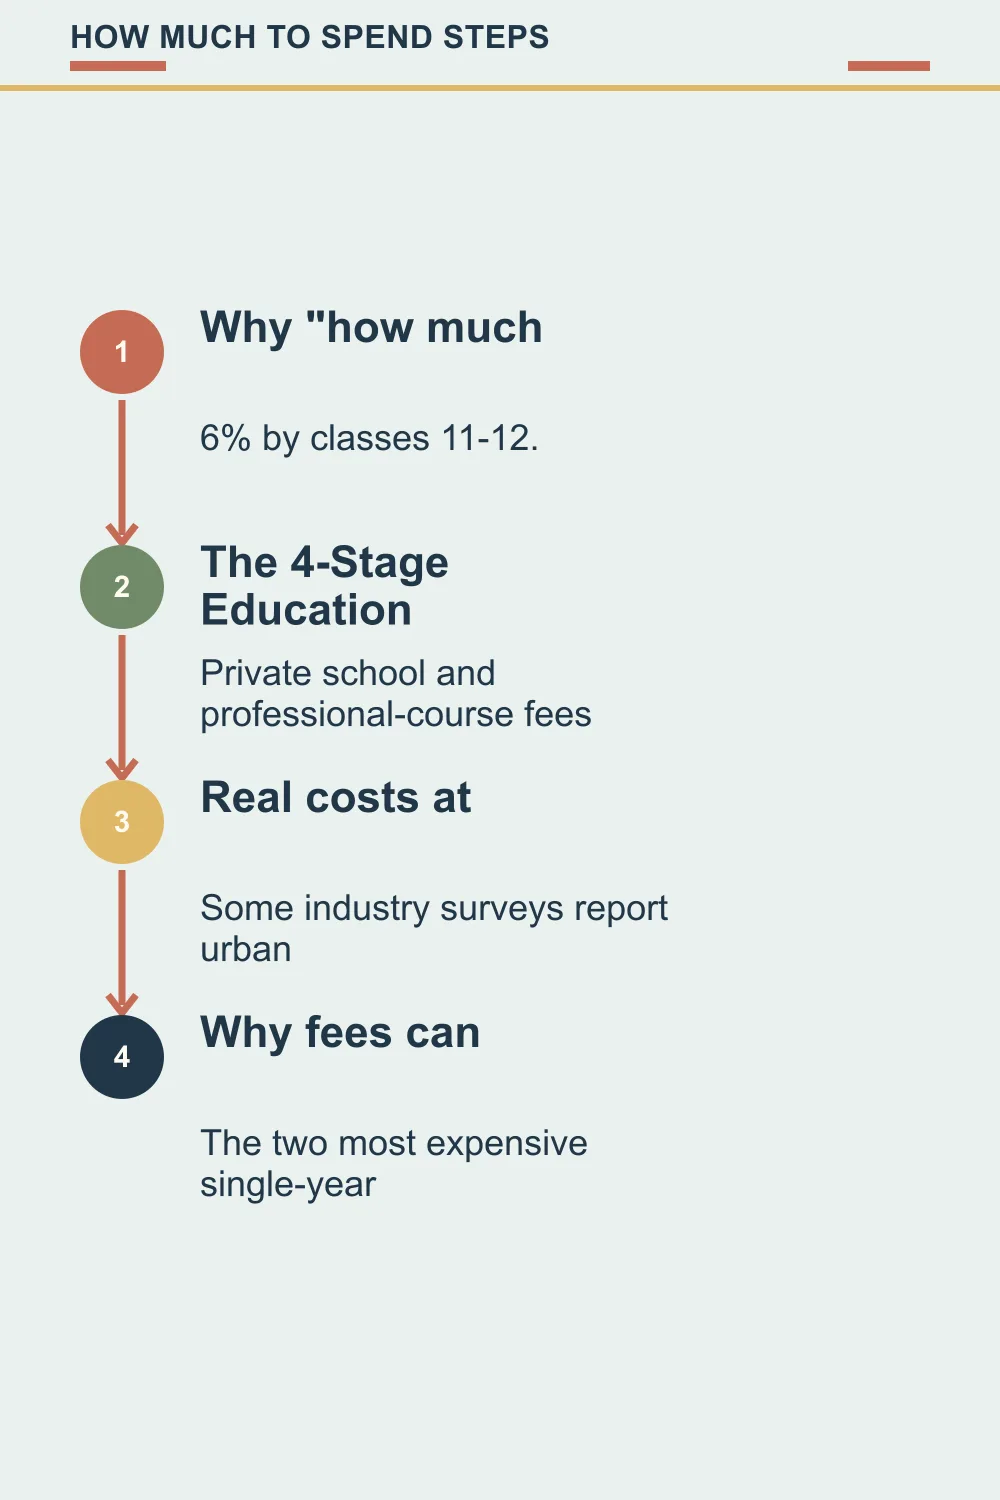 HOW MUCH TO SPEND STEPS
1
Why "how much
6% by classes 11-12.
2
The 4-Stage
Education
Private school and
professional-course fees
3
Real costs at
Some industry surveys report
urban
4
Why fees can
The two most expensive
single-year